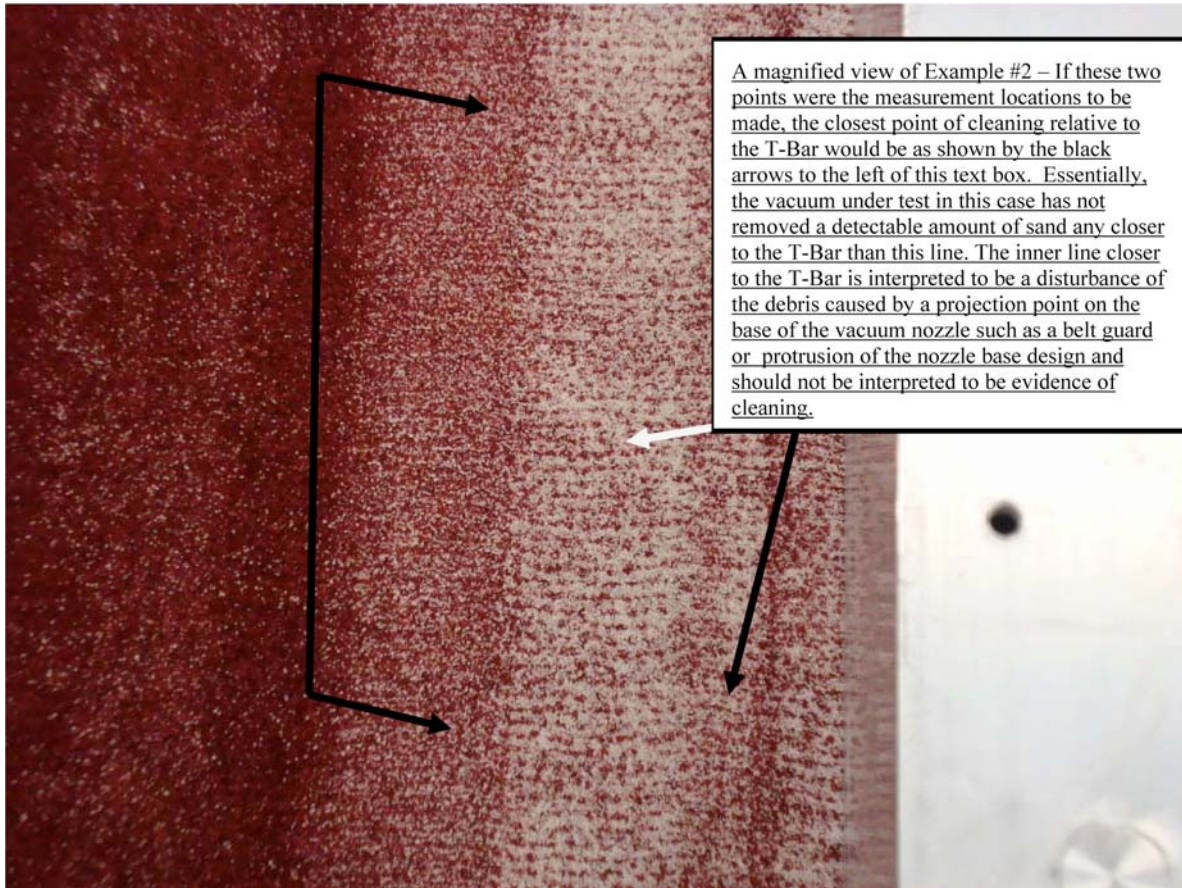 A magnified view of Example #2 – If these two
points were the measurement locations to be
made, the closest point of cleaning relative to
the T-Bar would be as shown by the black
arrows to the left of this text box.  Essentially,
the vacuum under test in this case has not
removed a detectable amount of sand any closer
to the T-Bar than this line. The inner line closer
to the T-Bar is interpreted to be a disturbance of
the debris caused by a projection point on the
base of the vacuum nozzle such as a belt guard
or  protrusion of the nozzle base design and
should not be interpreted to be evidence of
cleaning.